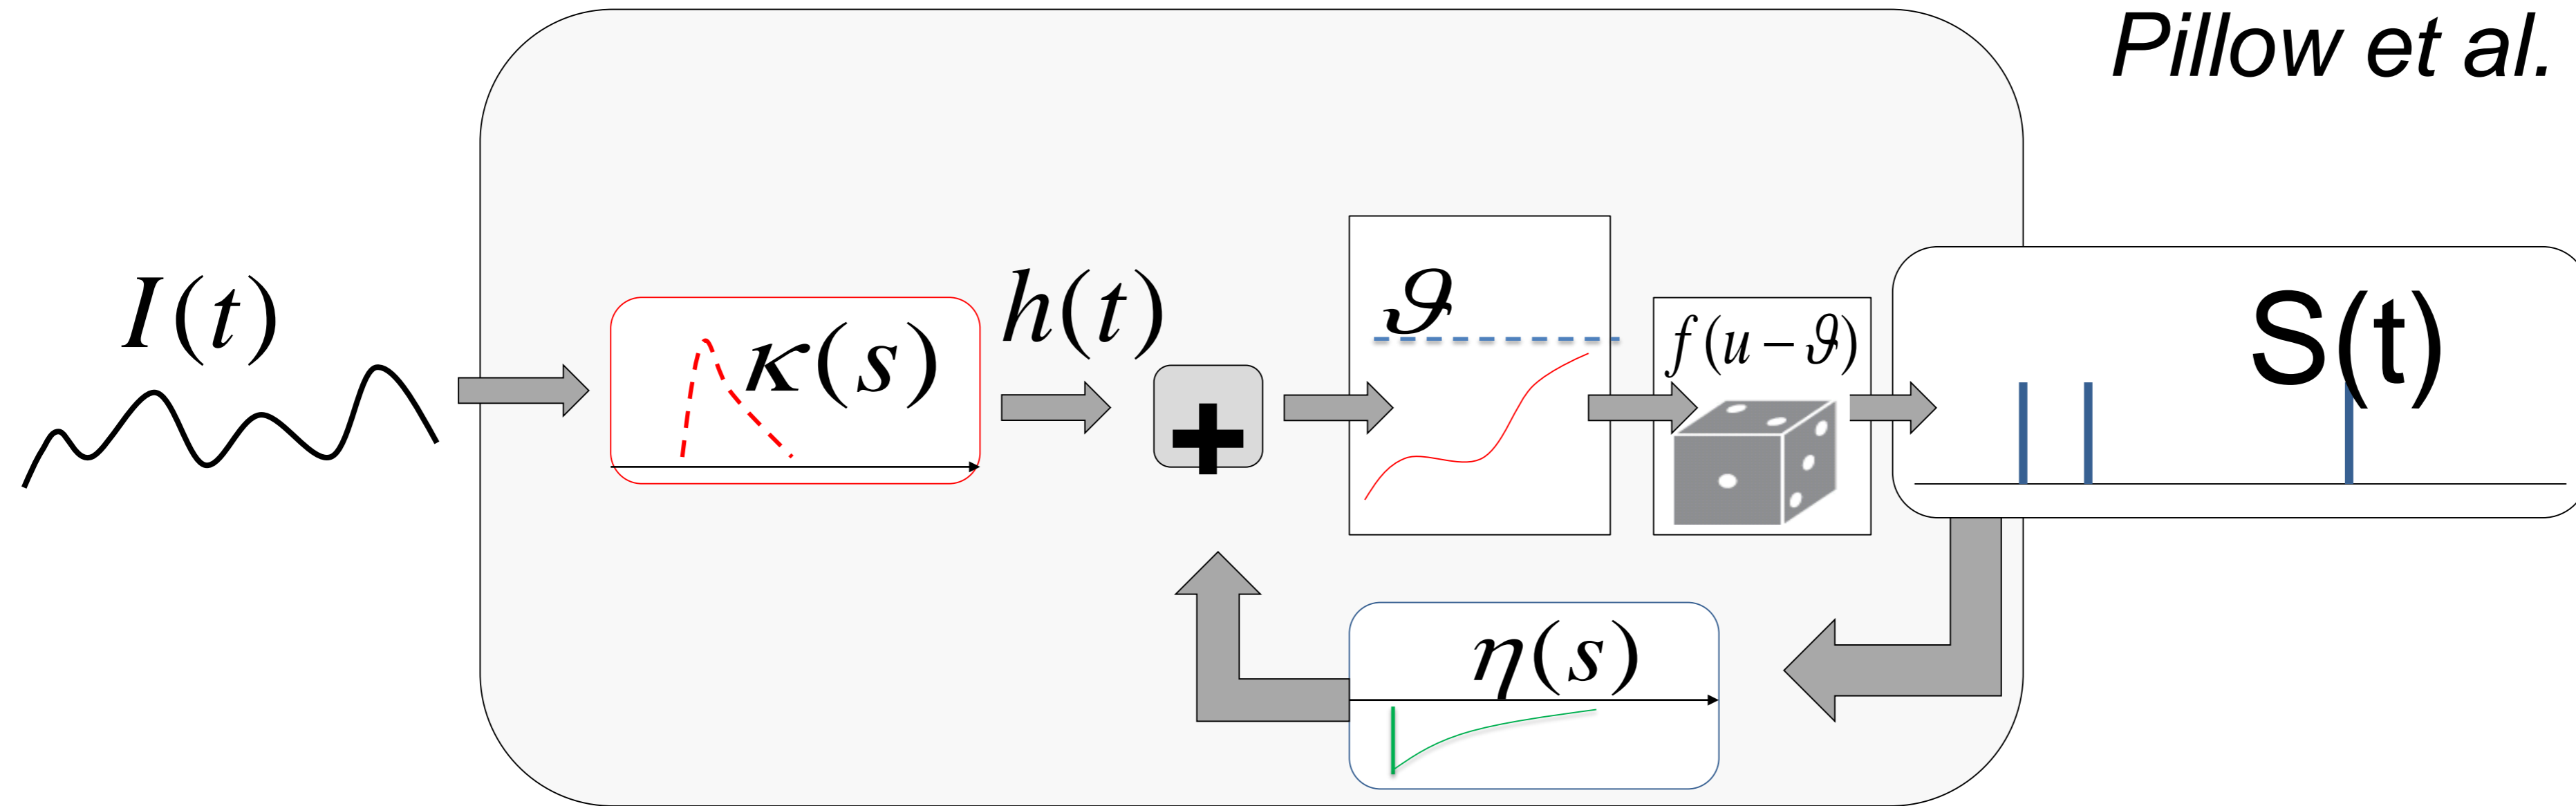 Pillow et al.
I(t)
κ(s)
h(t)
+
ϑ
f(u − ϑ)
S(t)
η(s)